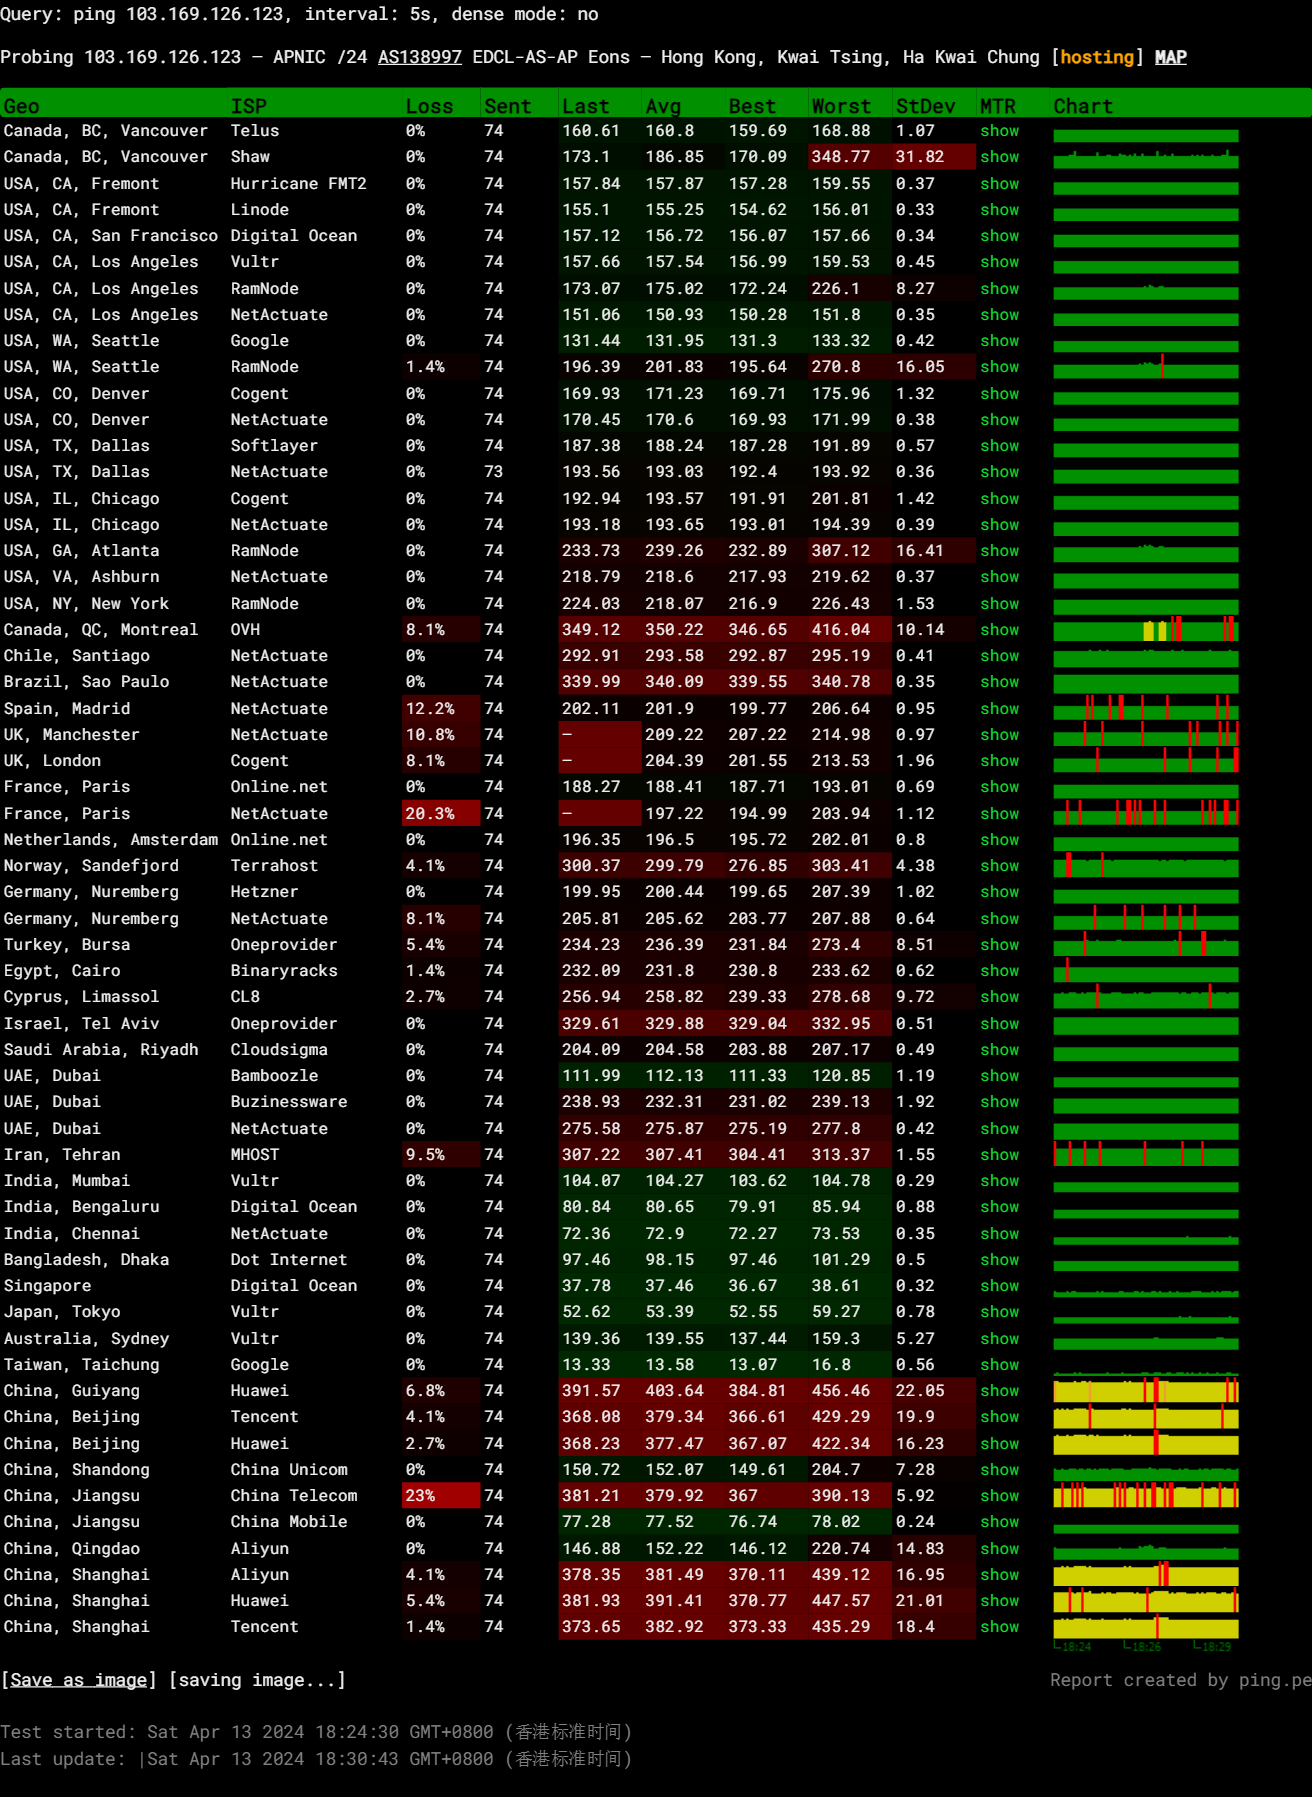 Query: ping 103.169.126.123, interval: 5s, dense mode: no
Probing 103.169.126.123 — APNIC /24 AS138997 EDCL-AS-AP Eons — Hong Kong, Kwai Tsing, Ha Kwai Chung [hosting] MAP
Geo ISP Loss Sent Last Avg Best Worst StDev MTR Chart
Canada, BC, Vancouver Telus 0% 74 160.61 160.8 159.69 168.88 1.07 show
Canada, BC, Vancouver Shaw 0% 74 173.1 186.85 170.09 348.77 31.82 show
USA, CA, Fremont Hurricane FMT2 0% 74 157.84 157.87 157.28 159.55 0.37 show
USA, CA, Fremont Linode 0% 74 155.1 155.25 154.62 156.01 0.33 show
USA, CA, San Francisco Digital Ocean 0% 74 157.12 156.72 156.07 157.66 0.34 show
USA, CA, Los Angeles Vultr 0% 74 157.66 157.54 156.99 159.53 0.45 show
USA, CA, Los Angeles RamNode 0% 74 173.07 175.02 172.24 226.1 8.27 show
USA, CA, Los Angeles NetActuate 0% 74 151.06 150.93 150.28 151.8 0.35 show
USA, WA, Seattle Google 0% 74 131.44 131.95 131.3 133.32 0.42 show
USA, WA, Seattle RamNode 1.4% 74 196.39 201.83 195.64 270.8 16.05 show
USA, CO, Denver Cogent 0% 74 169.93 171.23 169.71 175.96 1.32 show
USA, CO, Denver NetActuate 0% 74 170.45 170.6 169.93 171.99 0.38 show
USA, TX, Dallas Softlayer 0% 74 187.38 188.24 187.28 191.89 0.57 show
USA, TX, Dallas NetActuate 0% 73 193.56 193.03 192.4 193.92 0.36 show
USA, IL, Chicago Cogent 0% 74 192.94 193.57 191.91 201.81 1.42 show
USA, IL, Chicago NetActuate 0% 74 193.18 193.65 193.01 194.39 0.39 show
USA, GA, Atlanta RamNode 0% 74 233.73 239.26 232.89 307.12 16.41 show
USA, VA, Ashburn NetActuate 0% 74 218.79 218.6 217.93 219.62 0.37 show
USA, NY, New York RamNode 0% 74 224.03 218.07 216.9 226.43 1.53 show
Canada, QC, Montreal OVH 8.1% 74 349.12 350.22 346.65 416.04 10.14 show
Chile, Santiago NetActuate 0% 74 292.91 293.58 292.87 295.19 0.41 show
Brazil, Sao Paulo NetActuate 0% 74 339.99 340.09 339.55 340.78 0.35 show
Spain, Madrid NetActuate 12.2% 74 202.11 201.9 199.77 206.64 0.95 show
UK, Manchester NetActuate 10.8% 74 – 209.22 207.22 214.98 0.97 show
UK, London Cogent 8.1% 74 – 204.39 201.55 213.53 1.96 show
France, Paris Online.net 0% 74 188.27 188.41 187.71 193.01 0.69 show
France, Paris NetActuate 20.3% 74 – 197.22 194.99 203.94 1.12 show
Netherlands, Amsterdam Online.net 0% 74 196.35 196.5 195.72 202.01 0.8 show
Norway, Sandefjord Terrahost 4.1% 74 300.37 299.79 276.85 303.41 4.38 show
Germany, Nuremberg Hetzner 0% 74 199.95 200.44 199.65 207.39 1.02 show
Germany, Nuremberg NetActuate 8.1% 74 205.81 205.62 203.77 207.88 0.64 show
Turkey, Bursa Oneprovider 5.4% 74 234.23 236.39 231.84 273.4 8.51 show
Egypt, Cairo Binaryracks 1.4% 74 232.09 231.8 230.8 233.62 0.62 show
Cyprus, Limassol CL8 2.7% 74 256.94 258.82 239.33 278.68 9.72 show
Israel, Tel Aviv Oneprovider 0% 74 329.61 329.88 329.04 332.95 0.51 show
Saudi Arabia, Riyadh Cloudsigma 0% 74 204.09 204.58 203.88 207.17 0.49 show
UAE, Dubai Bamboozle 0% 74 111.99 112.13 111.33 120.85 1.19 show
UAE, Dubai Buzinessware 0% 74 238.93 232.31 231.02 239.13 1.92 show
UAE, Dubai NetActuate 0% 74 275.58 275.87 275.19 277.8 0.42 show
Iran, Tehran MHOST 9.5% 74 307.22 307.41 304.41 313.37 1.55 show
India, Mumbai Vultr 0% 74 104.07 104.27 103.62 104.78 0.29 show
India, Bengaluru Digital Ocean 0% 74 80.84 80.65 79.91 85.94 0.88 show
India, Chennai NetActuate 0% 74 72.36 72.9 72.27 73.53 0.35 show
Bangladesh, Dhaka Dot Internet 0% 74 97.46 98.15 97.46 101.29 0.5 show
Singapore Digital Ocean 0% 74 37.78 37.46 36.67 38.61 0.32 show
Japan, Tokyo Vultr 0% 74 52.62 53.39 52.55 59.27 0.78 show
Australia, Sydney Vultr 0% 74 139.36 139.55 137.44 159.3 5.27 show
Taiwan, Taichung Google 0% 74 13.33 13.58 13.07 16.8 0.56 show
China, Guiyang Huawei 6.8% 74 391.57 403.64 384.81 456.46 22.05 show
China, Beijing Tencent 4.1% 74 368.08 379.34 366.61 429.29 19.9 show
China, Beijing Huawei 2.7% 74 368.23 377.47 367.07 422.34 16.23 show
China, Shandong China Unicom 0% 74 150.72 152.07 149.61 204.7 7.28 show
China, Jiangsu China Telecom 23% 74 381.21 379.92 367 390.13 5.92 show
China, Jiangsu China Mobile 0% 74 77.28 77.52 76.74 78.02 0.24 show
China, Qingdao Aliyun 0% 74 146.88 152.22 146.12 220.74 14.83 show
China, Shanghai Aliyun 4.1% 74 378.35 381.49 370.11 439.12 16.95 show
China, Shanghai Huawei 5.4% 74 381.93 391.41 370.77 447.57 21.01 show
China, Shanghai Tencent 1.4% 74 373.65 382.92 373.33 435.29 18.4 show
18:24 18:26 18:29
[Save as image] [saving image...] Report created by ping.pe
Test started: Sat Apr 13 2024 18:24:30 GMT+0800 (香港标准时间)
Last update: |Sat Apr 13 2024 18:30:43 GMT+0800 (香港标准时间)